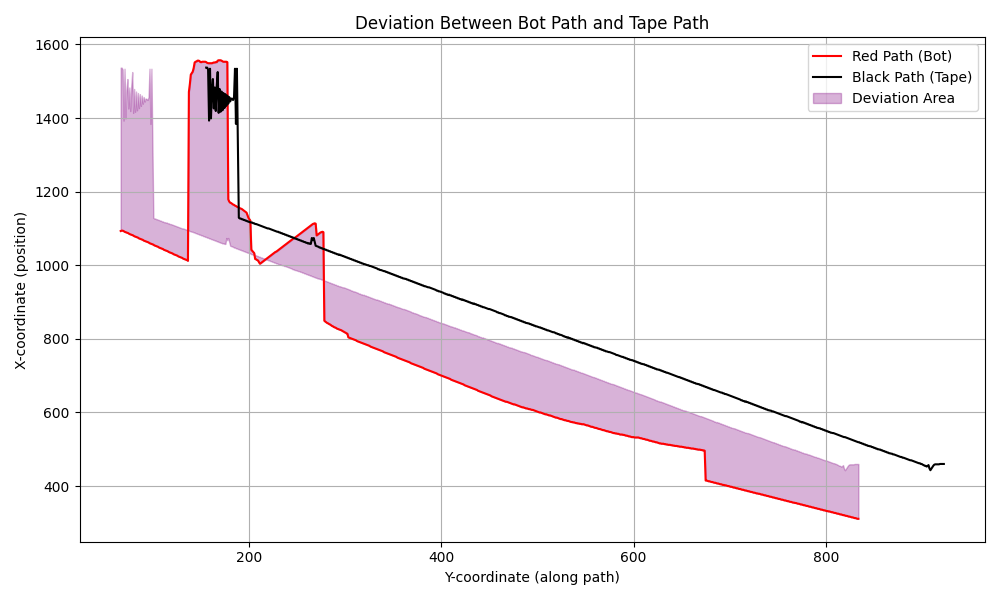 Deviation Between Bot Path and Tape Path
Red Path (Bot)
Black Path (Tape)
Deviation Area
X-coordinate (position)
1600
1400
1200
1000
800
600
400
200
400
600
800
Y-coordinate (along path)